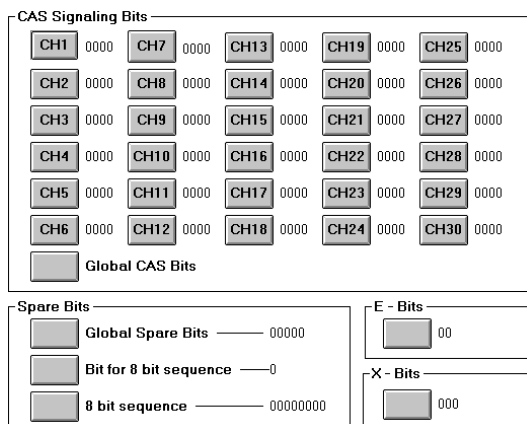 CAS Signaling Bits
CH1 0000 CH7 0000 CH13 0000 CH19 0000 CH25 0000
CH2 0000 CH8 0000 CH14 0000 CH20 0000 CH26 0000
CH3 0000 CH9 0000 CH15 0000 CH21 0000 CH27 0000
CH4 0000 CH10 0000 CH16 0000 CH22 0000 CH28 0000
CH5 0000 CH11 0000 CH17 0000 CH23 0000 CH29 0000
CH6 0000 CH12 0000 CH18 0000 CH24 0000 CH30 0000
Global CAS Bits
Spare Bits
Global Spare Bits 00000
Bit for 8 bit sequence 0
8 bit sequence 00000000
E - Bits
00
X - Bits
000